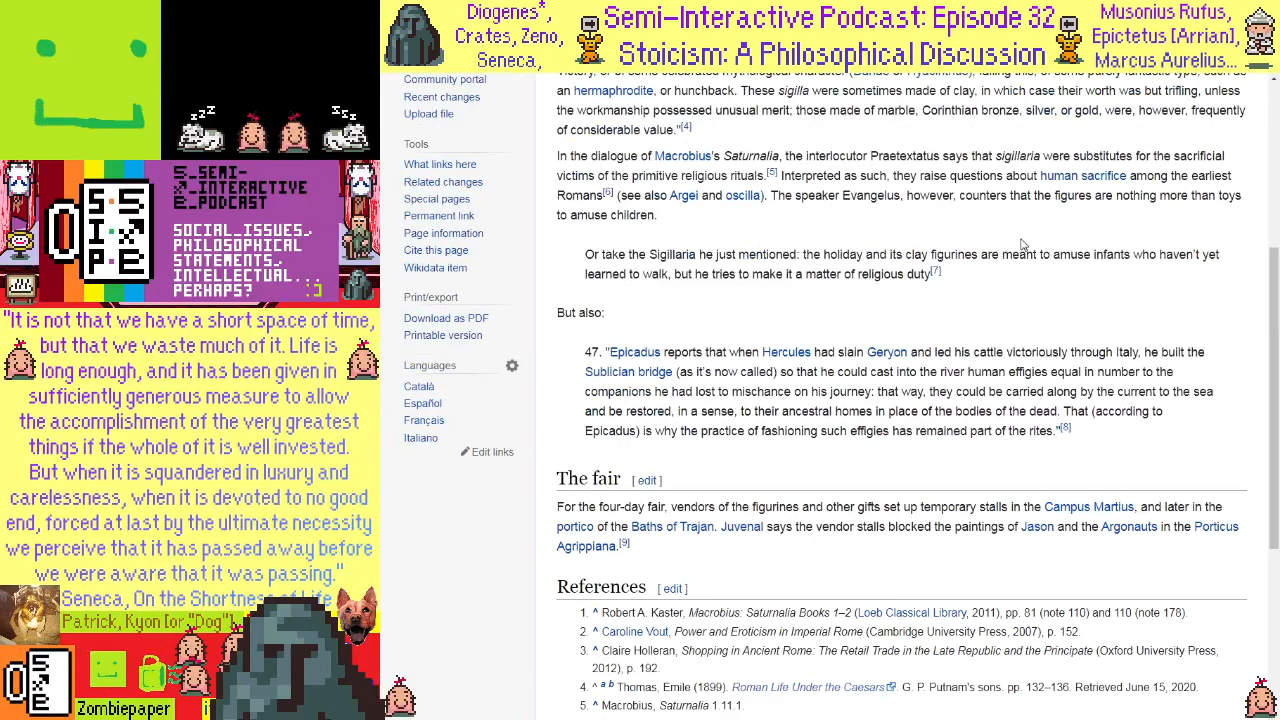 Diogenes*,
Crates, Zeno,
Seneca,
Semi-Interactive Podcast: Episode 32
Stoicism: A Philosophical Discussion
Musonius Rufus,
Epictetus [Arrian],
Marcus Aurelius...
zzz
zzz
S_SEMI-
I_INTERACTIVE
P_PODCAST
SOCIAL_ISSUES,
PHILOSOPHICAL
STATEMENTS,
INTELLECTUAL...
PERHAPS? :)
"It is not that we have a short space of time,
but that we waste much of it. Life is
long enough, and it has been given in
sufficiently generous measure to allow
the accomplishment of the very greatest
things if the whole of it is well invested.
But when it is squandered in luxury and
carelessness, when it is devoted to no good
end, forced at last by the ultimate necessity
we perceive that it has passed away before
we were aware that it was passing."
Seneca, On the Shortness of Life
Patrick, Kyon [or "Dog"]
Zombiepaper
Community portal
Recent changes
Upload file
Tools
What links here
Related changes
Special pages
Permanent link
Page information
Cite this page
Wikidata item
Print/export
Download as PDF
Printable version
Languages
Català
Español
Français
Italiano
Edit links
an hermaphrodite, or hunchback. These sigilla were sometimes made of clay, in which case their worth was but trifling, unless
the workmanship possessed unusual merit; those made of marble, Corinthian bronze, silver, or gold, were, however, frequently
of considerable value."[4]
In the dialogue of Macrobius's Saturnalia, the interlocutor Praetextatus says that sigillaria were substitutes for the sacrificial
victims of the primitive religious rituals.[5] Interpreted as such, they raise questions about human sacrifice among the earliest
Romans[6] (see also Argei and oscilla). The speaker Evangelus, however, counters that the figures are nothing more than toys
to amuse children.
Or take the Sigillaria he just mentioned: the holiday and its clay figurines are meant to amuse infants who haven't yet
learned to walk, but he tries to make it a matter of religious duty[7]
But also:
47. "Epicadus reports that when Hercules had slain Geryon and led his cattle victoriously through Italy, he built the
Sublician bridge (as it's now called) so that he could cast into the river human effigies equal in number to the
companions he had lost to mischance on his journey: that way, they could be carried along by the current to the sea
and be restored, in a sense, to their ancestral homes in place of the bodies of the dead. That (according to
Epicadus) is why the practice of fashioning such effigies has remained part of the rites."[8]
The fair [ edit ]
For the four-day fair, vendors of the figurines and other gifts set up temporary stalls in the Campus Martius, and later in the
portico of the Baths of Trajan. Juvenal says the vendor stalls blocked the paintings of Jason and the Argonauts in the Porticus
Agrippiana.[9]
References [ edit ]
1. ^ Robert A. Kaster, Macrobius: Saturnalia Books 1–2 (Loeb Classical Library, 2011), pp. 81 (note 110) and 110 (note 178).
2. ^ Caroline Vout, Power and Eroticism in Imperial Rome (Cambridge University Press, 2007), p. 152.
3. ^ Claire Holleran, Shopping in Ancient Rome: The Retail Trade in the Late Republic and the Principate (Oxford University Press,
2012), p. 192.
4. ^ a b Thomas, Emile (1899). Roman Life Under the Caesars. G. P. Putnam's sons. pp. 132–136. Retrieved June 15, 2020.
5. ^ Macrobius, Saturnalia 1.11.1.